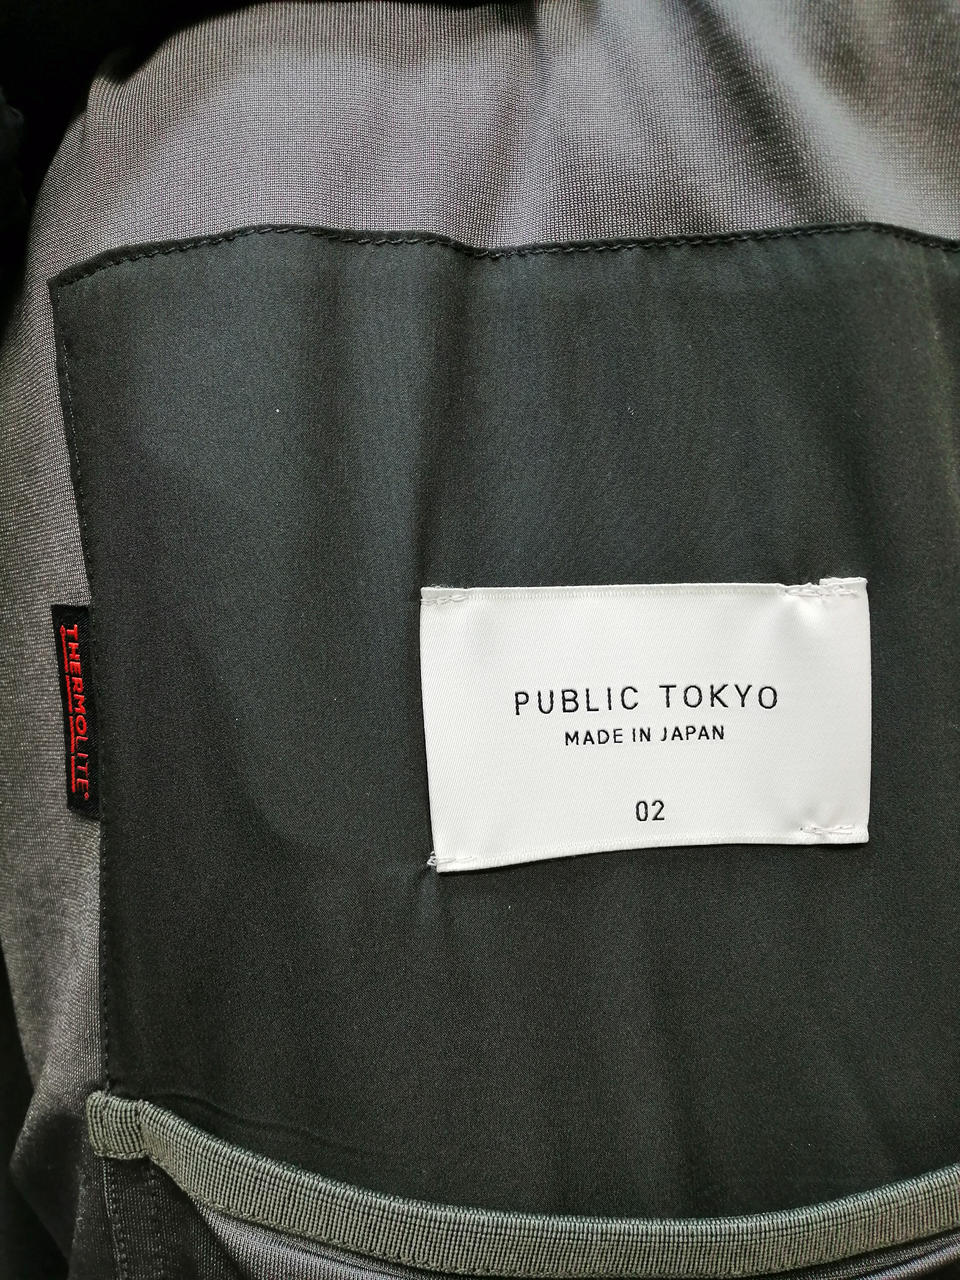 PUBLIC TOKYO
MADE IN JAPAN
02
THERMOLITE®